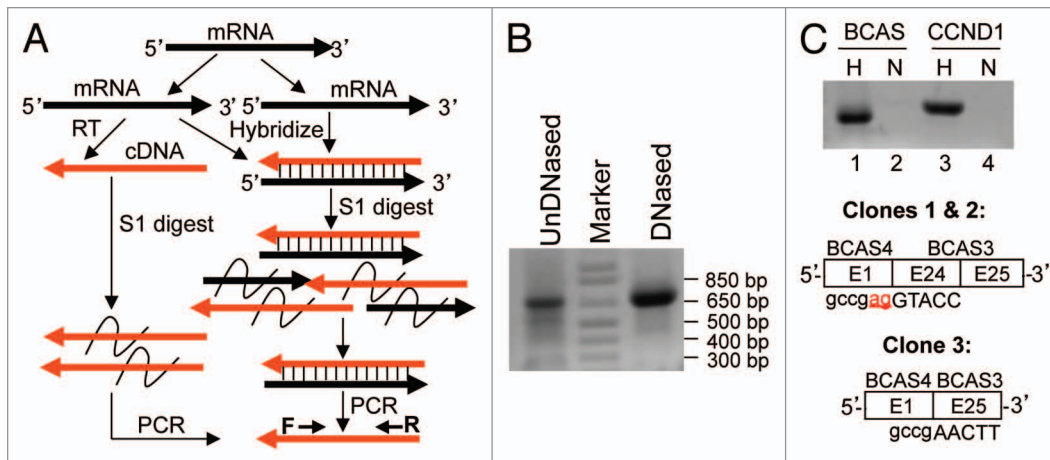 A
mRNA
5’ 3’
mRNA
5’ 3’
mRNA
5’ 3’
RT
Hybridize
cDNA
5’ 3’
S1 digest
S1 digest
PCR
PCR
F R
B
UnDNased
Marker
DNased
850 bp
650 bp
500 bp
400 bp
300 bp
C
BCAS CCND1
H N H N
1 2 3 4
Clones 1 & 2:
BCAS4 BCAS3
5’- E1 E24 E25 -3’
gccgagGTACC
Clone 3:
BCAS4 BCAS3
5’- E1 E25 -3’
gccgAACTT